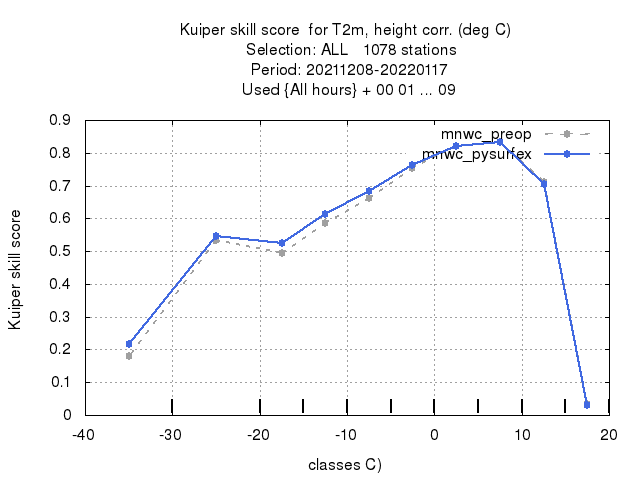 Kuiper skill score  for T2m, height corr. (deg C)
Selection: ALL   1078 stations
Period: 20211208-20220117
Used {All hours} + 00 01 ... 09
0.9
0.8
0.7
0.6
0.5
0.4
0.3
0.2
0.1
0
Kuiper skill score
mnwc_preop
mnwc_pysurfex
-40 -30 -20 -10 0 10 20
classes C)